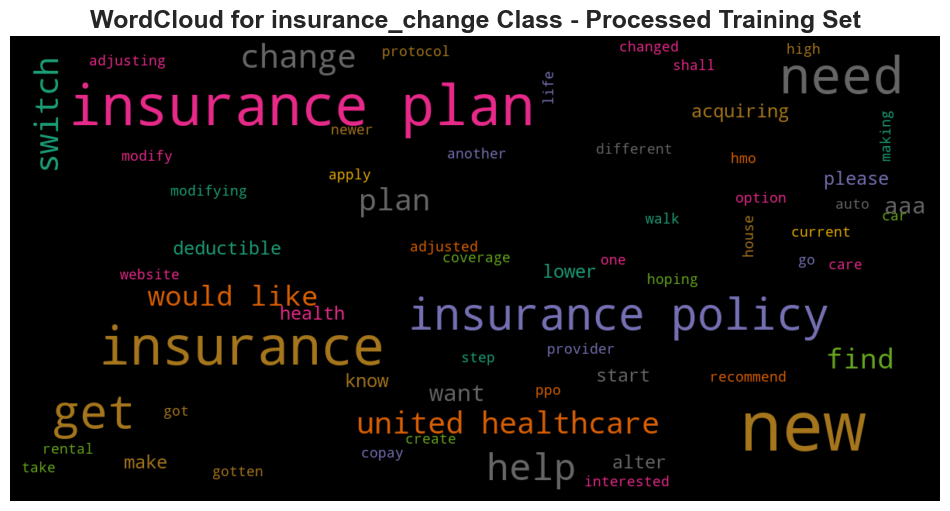 WordCloud for insurance_change Class - Processed Training Set
adjusting
change
protocol
changed
shall
high
need
switch
insurance plan
life
acquiring
newer
making
modify
another
different
hmo
please
modifying
apply
plan
option
auto
aaa
car
walk
house
current
deductible
adjusted
coverage
website
lower
one
hoping
go
care
would like
health
insurance policy
insurance
step
provider
find
know
want
ppo
start
recommend
get
got
united healthcare
create
new
rental
take
make
gotten
copay
help
alter
interested